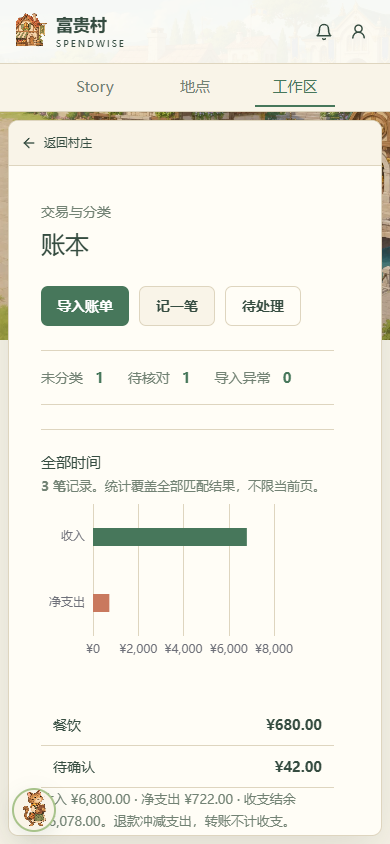 富贵村
SPENDWISE
Story 地点 工作区
返回村庄
交易与分类
账本
导入账单 记一笔 待处理
未分类 1 待核对 1 导入异常 0
全部时间
3 笔记录。统计覆盖全部匹配结果，不限当前页。
收入
净支出
¥0 ¥2,000 ¥4,000 ¥6,000 ¥8,000
餐饮 ¥680.00
待确认 ¥42.00
入 ¥6,800.00 · 净支出 ¥722.00 · 收支结余
,078.00。退款冲减支出，转账不计收支。